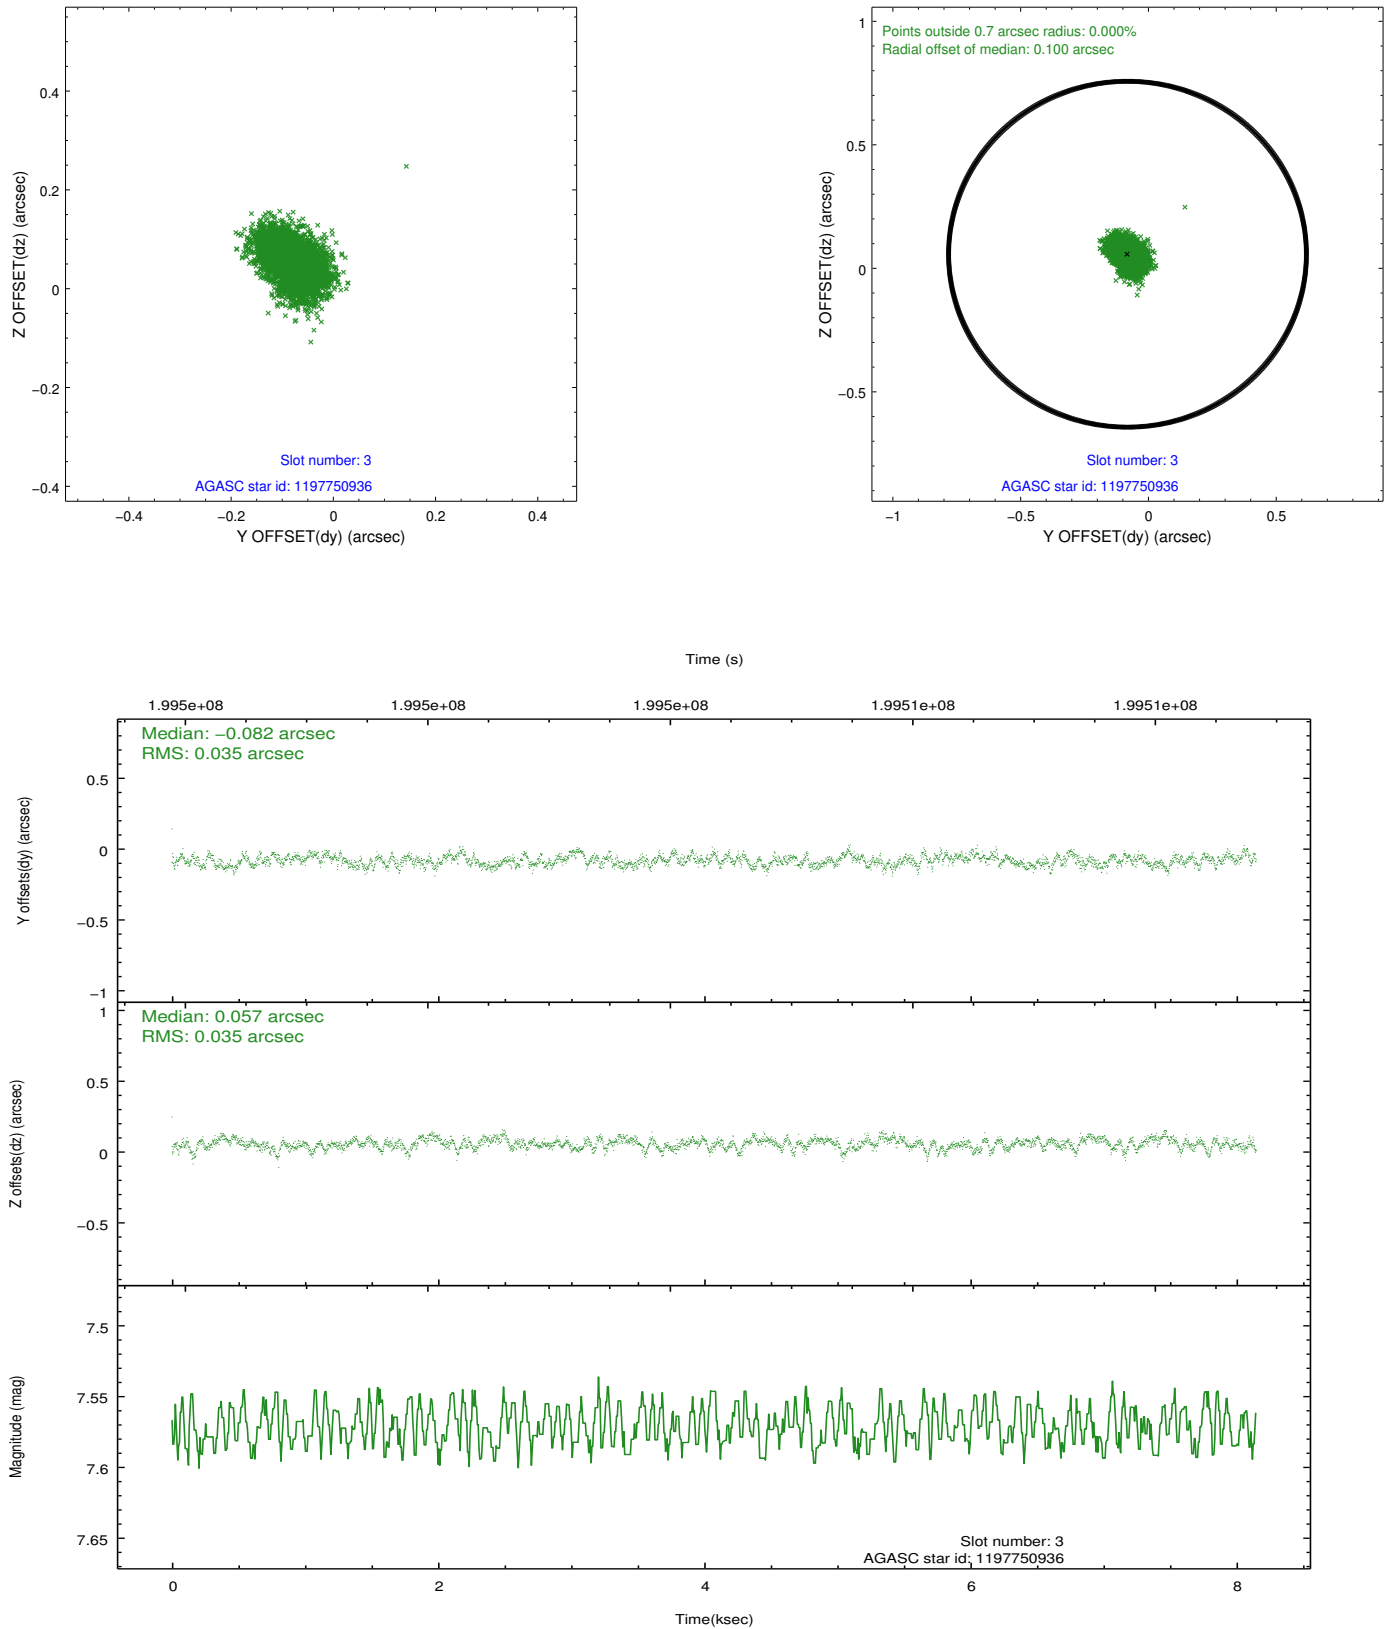 0.4
0.2
0
−0.2
−0.4
Z OFFSET(dz) (arcsec)
Slot number: 3
AGASC star id: 1197750936
−0.4 −0.2 0 0.2 0.4
Y OFFSET(dy) (arcsec)
Points outside 0.7 arcsec radius: 0.000%
Radial offset of median: 0.100 arcsec
1
0.5
0
−0.5
Z OFFSET(dz) (arcsec)
Slot number: 3
AGASC star id: 1197750936
−1 −0.5 0 0.5
Y OFFSET(dy) (arcsec)
Time (s)
1.995e+08 1.995e+08 1.995e+08 1.9951e+08 1.9951e+08
Median: −0.082 arcsec
RMS: 0.035 arcsec
0.5
0
−0.5
−1
Y offsets(dy) (arcsec)
Median: 0.057 arcsec
RMS: 0.035 arcsec
1
0.5
0
−0.5
Z offsets(dz) (arcsec)
7.5
7.55
7.6
7.65
Magnitude (mag)
Slot number: 3
AGASC star id: 1197750936
0 2 4 6 8
Time(ksec)